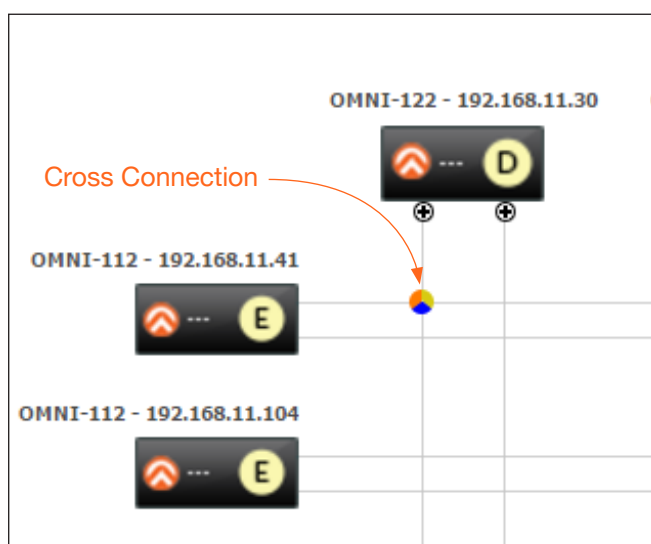 OMNI-122 - 192.168.11.30
--- D
Cross Connection
OMNI-112 - 192.168.11.41
--- E
OMNI-112 - 192.168.11.104
--- E